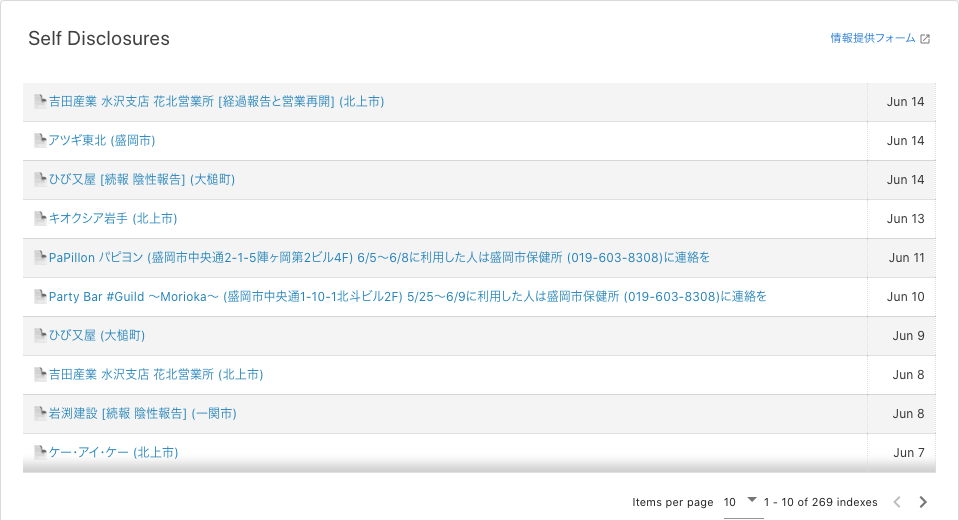 Self Disclosures
情報提供フォーム
吉田産業 水沢支店 花北営業所 [経過報告と営業再開] (北上市) Jun 14
アツギ東北 (盛岡市) Jun 14
ひび又屋 [続報 陰性報告] (大槌町) Jun 14
キオクシア岩手 (北上市) Jun 13
PaPillon パピヨン (盛岡市中央通2-1-5陣ヶ岡第2ビル4F) 6/5〜6/8に利用した人は盛岡市保健所 (019-603-8308)に連絡を Jun 11
Party Bar #Guild 〜Morioka〜 (盛岡市中央通1-10-1北斗ビル2F) 5/25〜6/9に利用した人は盛岡市保健所 (019-603-8308)に連絡を Jun 10
ひび又屋 (大槌町) Jun 9
吉田産業 水沢支店 花北営業所 (北上市) Jun 8
岩渕建設 [続報 陰性報告] (一関市) Jun 8
ケー・アイ・ケー (北上市) Jun 7
Items per page 10 1 - 10 of 269 indexes